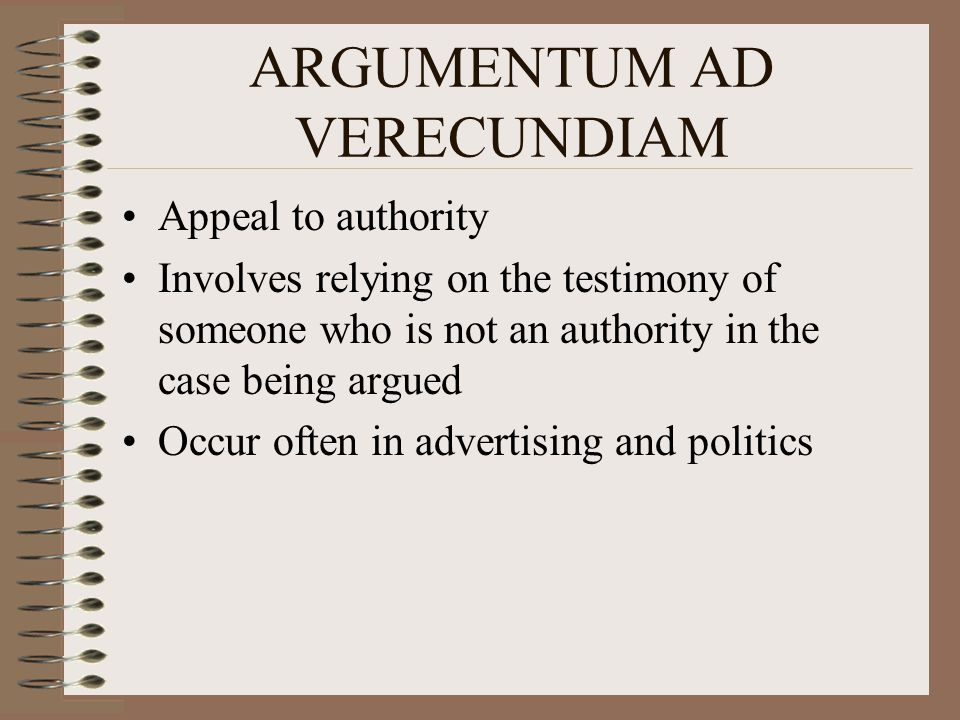 ARGUMENTUM AD
VERECUNDIAM
• Appeal to authority
• Involves relying on the testimony of
someone who is not an authority in the
case being argued
• Occur often in advertising and politics